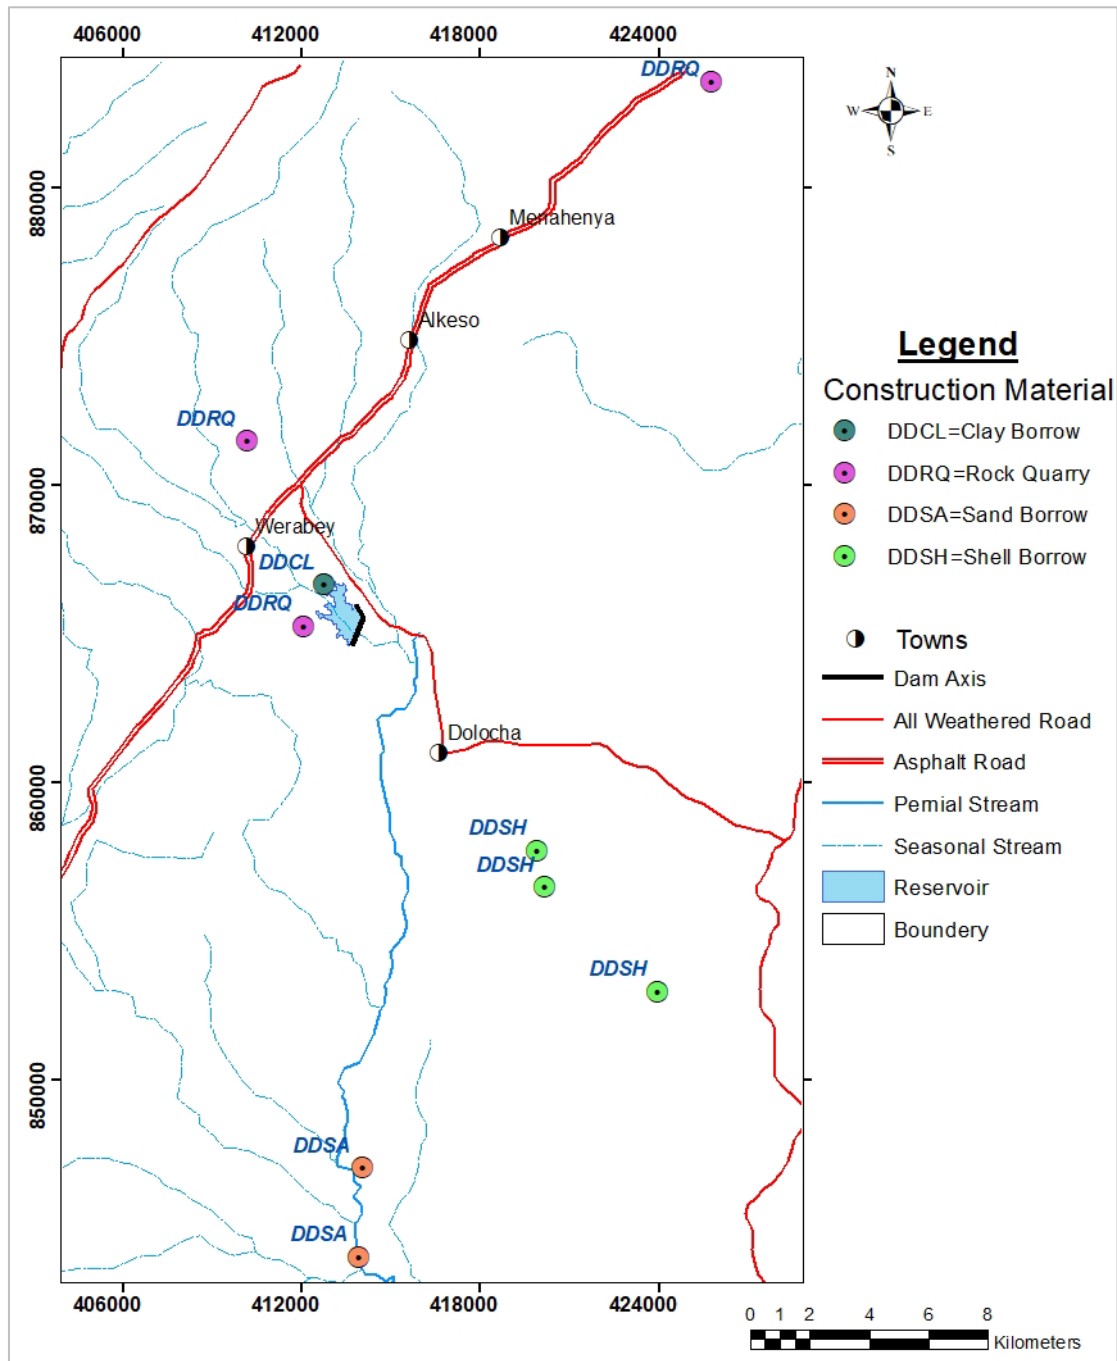 406000 412000 418000 424000
DDRQ
N
W E
S
880000
Menahenya
Alkeso
Legend
Construction Material
DDRQ
DDCL=Clay Borrow
DDRQ=Rock Quarry
870000
DDSA=Sand Borrow
Werabey
DDCL
DDSH=Shell Borrow
DDRQ
Towns
Dam Axis
All Weathered Road
Dolocha
Asphalt Road
860000
Pernial Stream
DDSH
Seasonal Stream
DDSH
Reservoir
Boundery
DDSH
850000
DDSA
DDSA
406000 412000 418000 424000
0 1 2 4 6 8
Kilometers